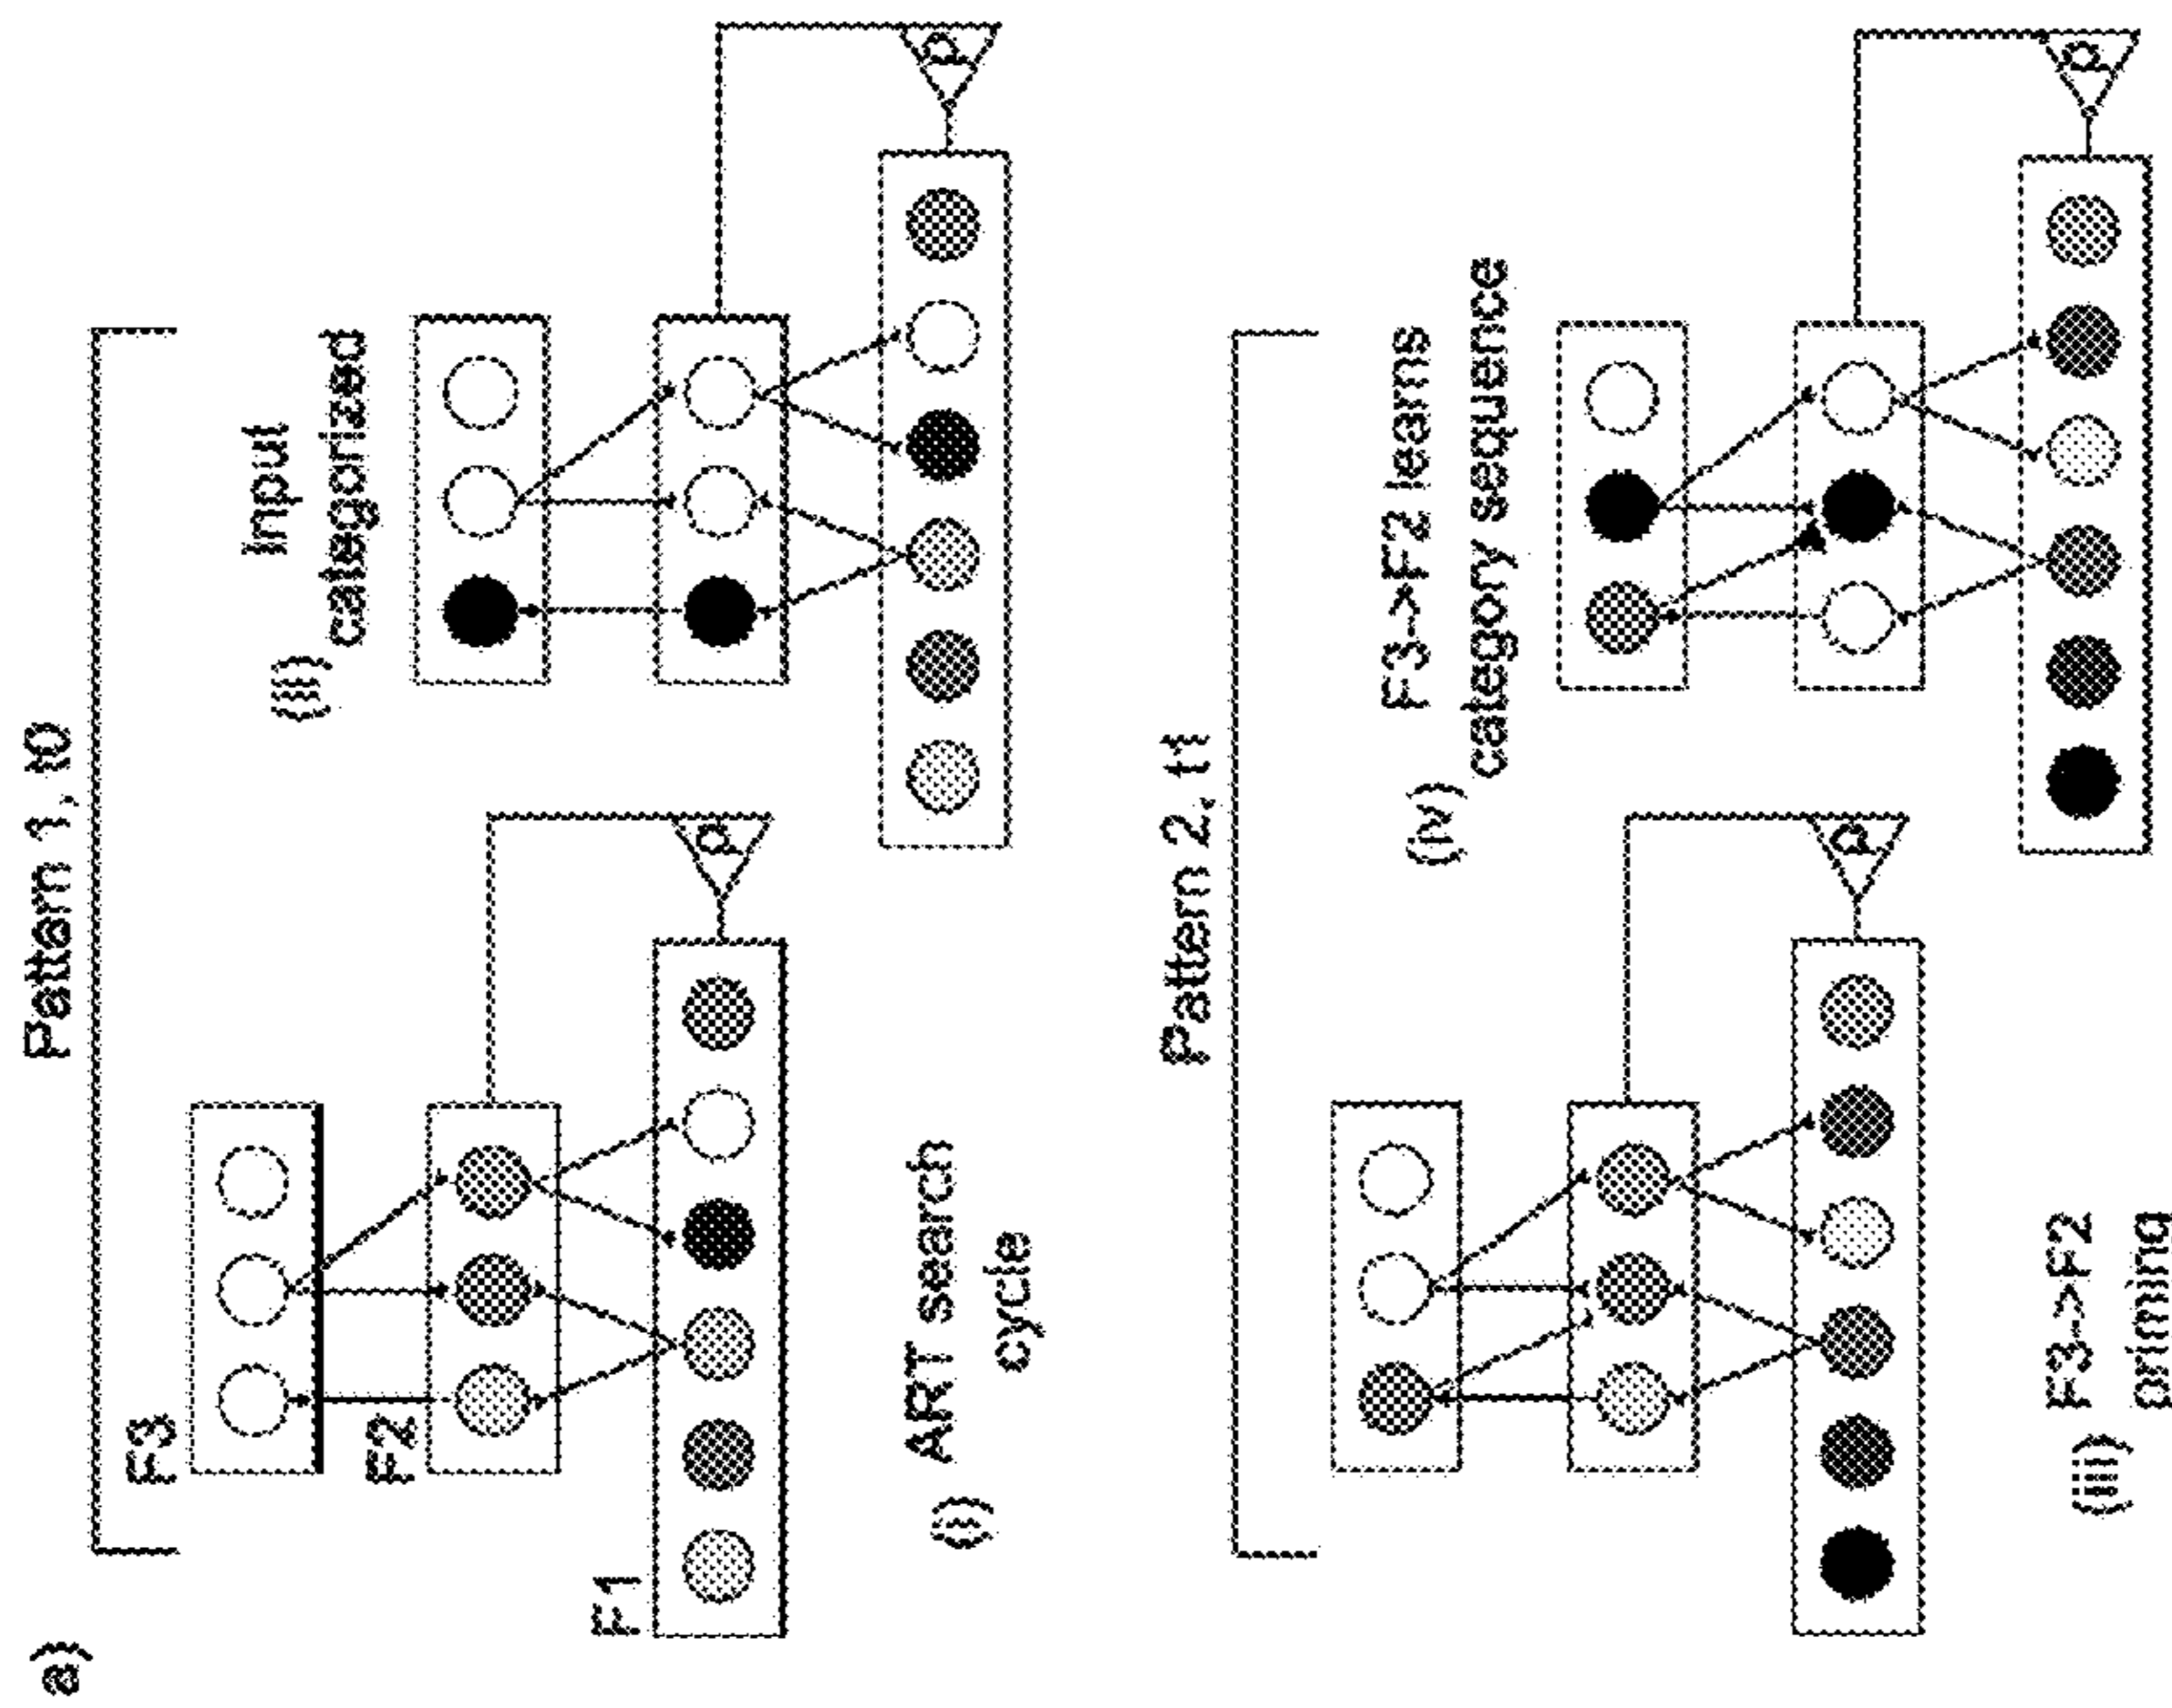 a)
Pattern 1, t0
F3
F2
F1
(i) ART search
cycle
(ii) Input
categorized
ρ
ρ
Pattern 2, t1
(iii) F3->F2
priming
(iv) F3->F2 learns
category sequence
ρ
ρ